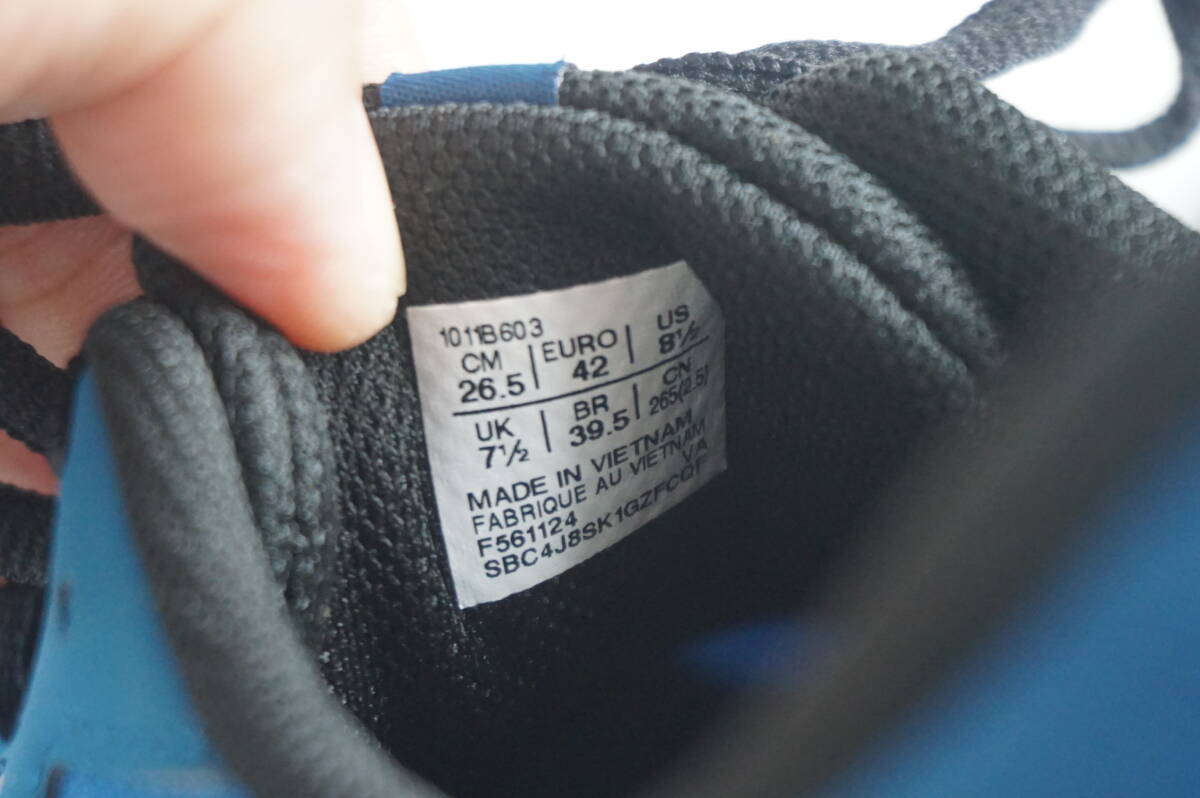 1011B603
CM | EURO | US
26.5 | 42 | 8½
UK | BR | CN
7½ | 39.5 | 265(2.5)
MADE IN VIETNAM
FABRIQUE AU VIETNAM
F561124 VA
SBC4J8SK1GZFCQF